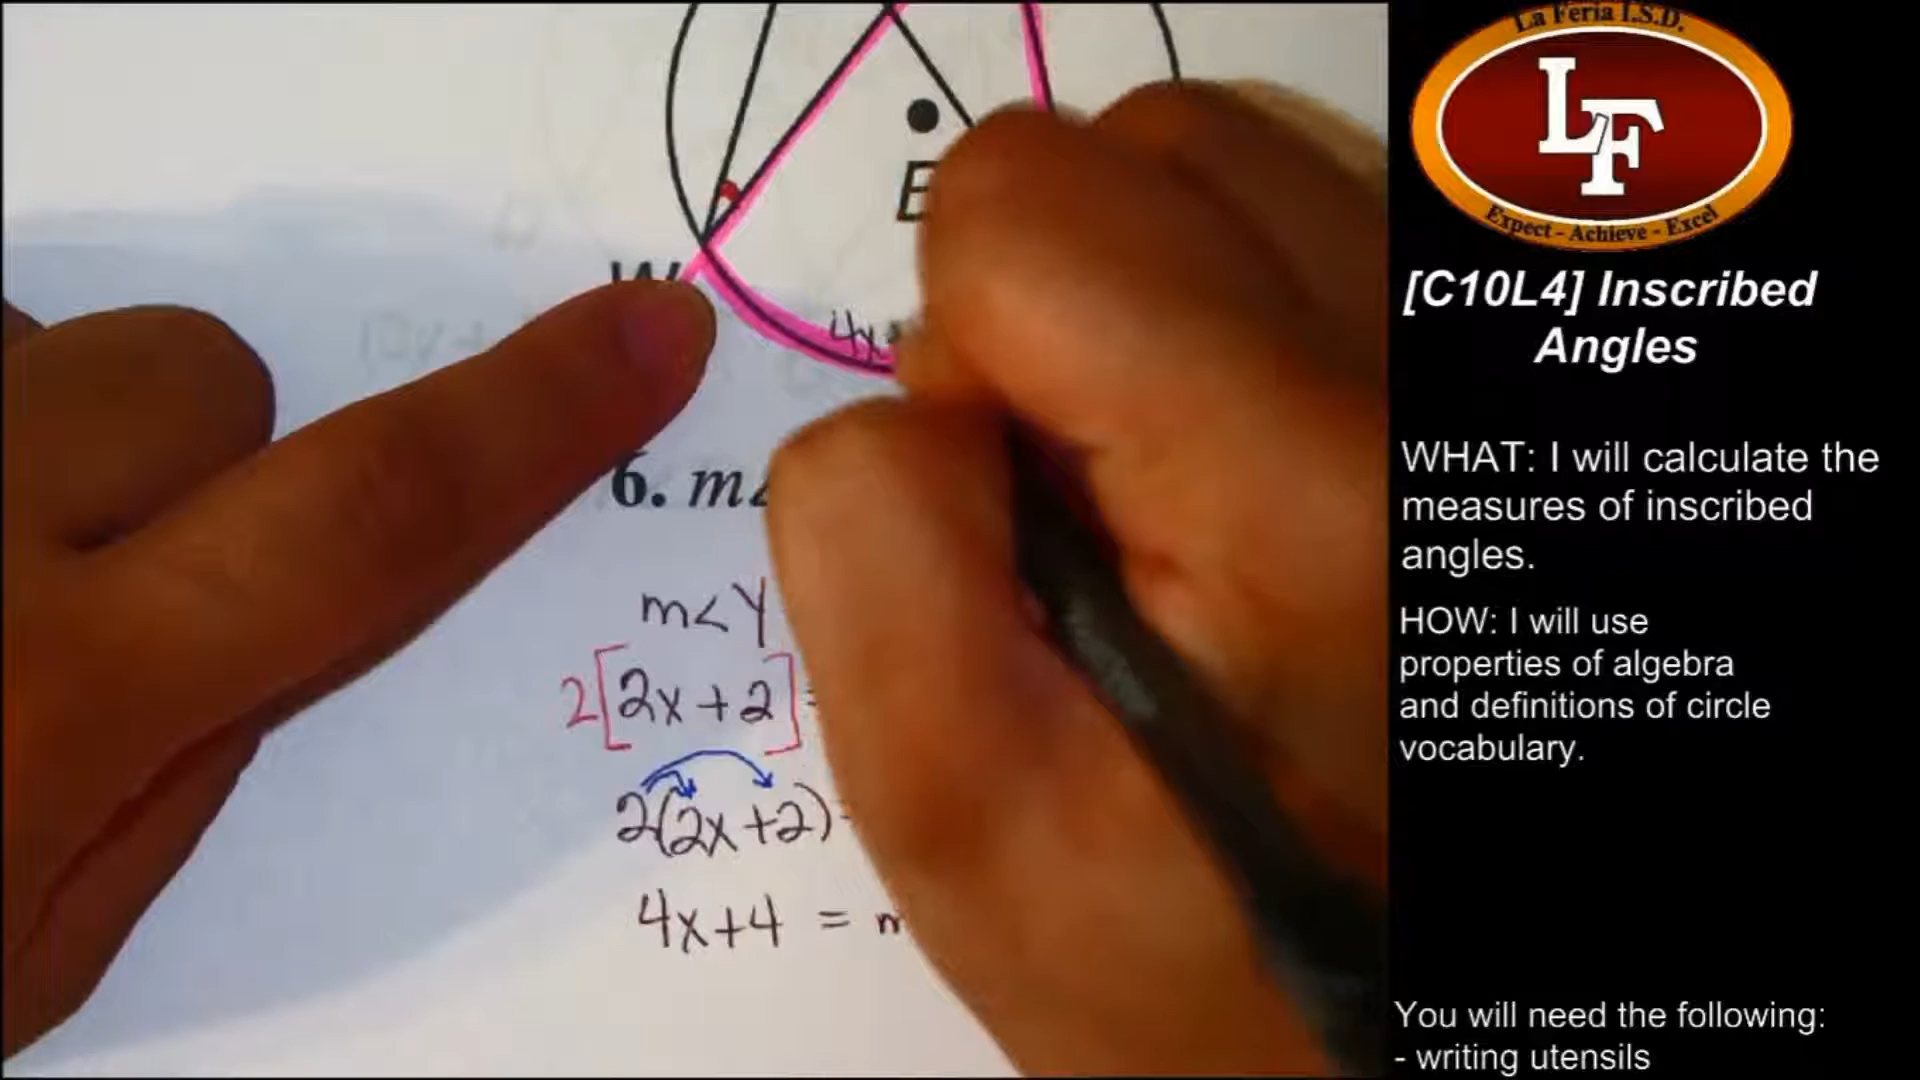 La Feria I.S.D.
LF
Expect - Achieve - Excel
[C10L4] Inscribed
Angles
WHAT: I will calculate the
measures of inscribed
angles.
HOW: I will use
properties of algebra
and definitions of circle
vocabulary.
You will need the following:
- writing utensils
E
W
4x
6. m∠
m<Y
2[2x+2]
2(2x+2)
4x+4 = m